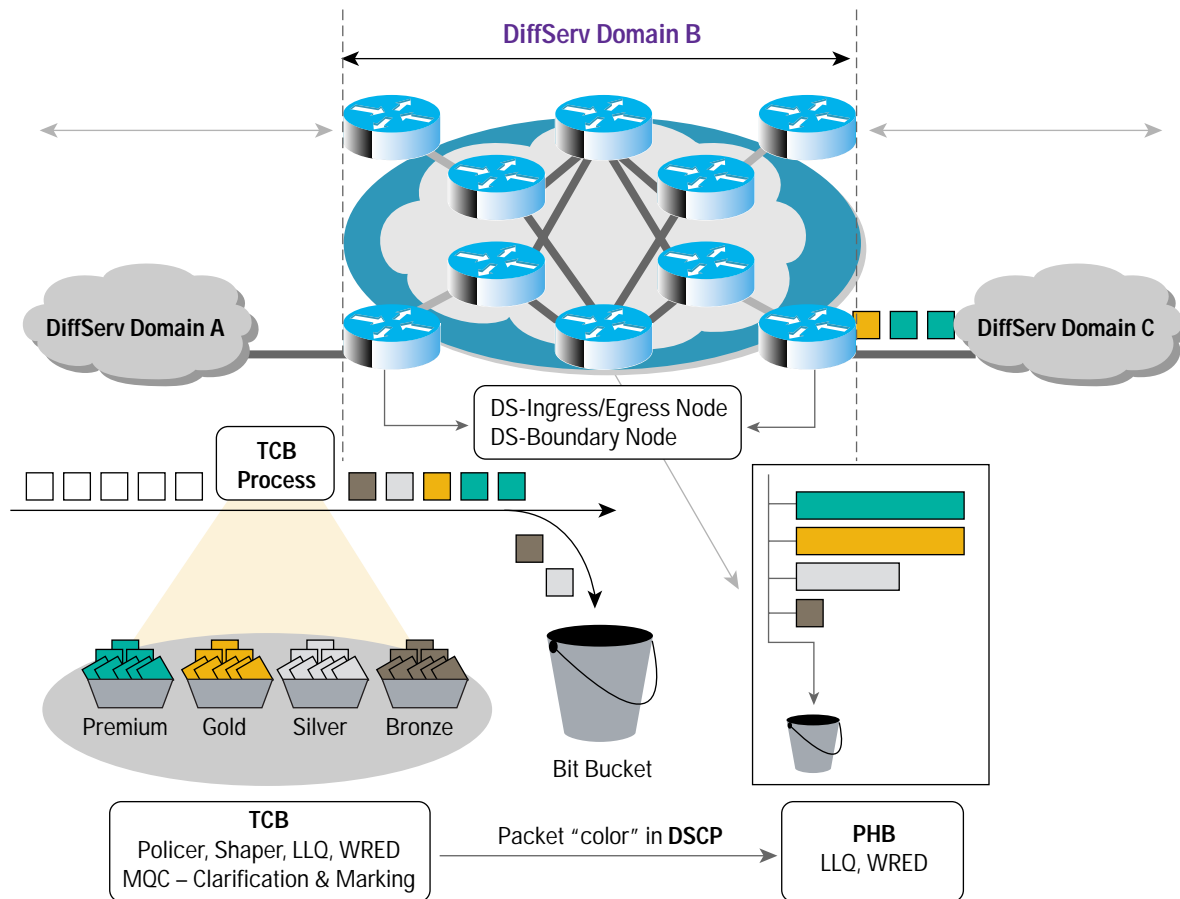 DiffServ Domain B
DiffServ Domain A
DiffServ Domain C
DS-Ingress/Egress Node
DS-Boundary Node
TCB
Process
Premium
Gold
Silver
Bronze
Bit Bucket
TCB
Policer, Shaper, LLQ, WRED
MQC – Clarification & Marking
Packet “color” in DSCP
PHB
LLQ, WRED